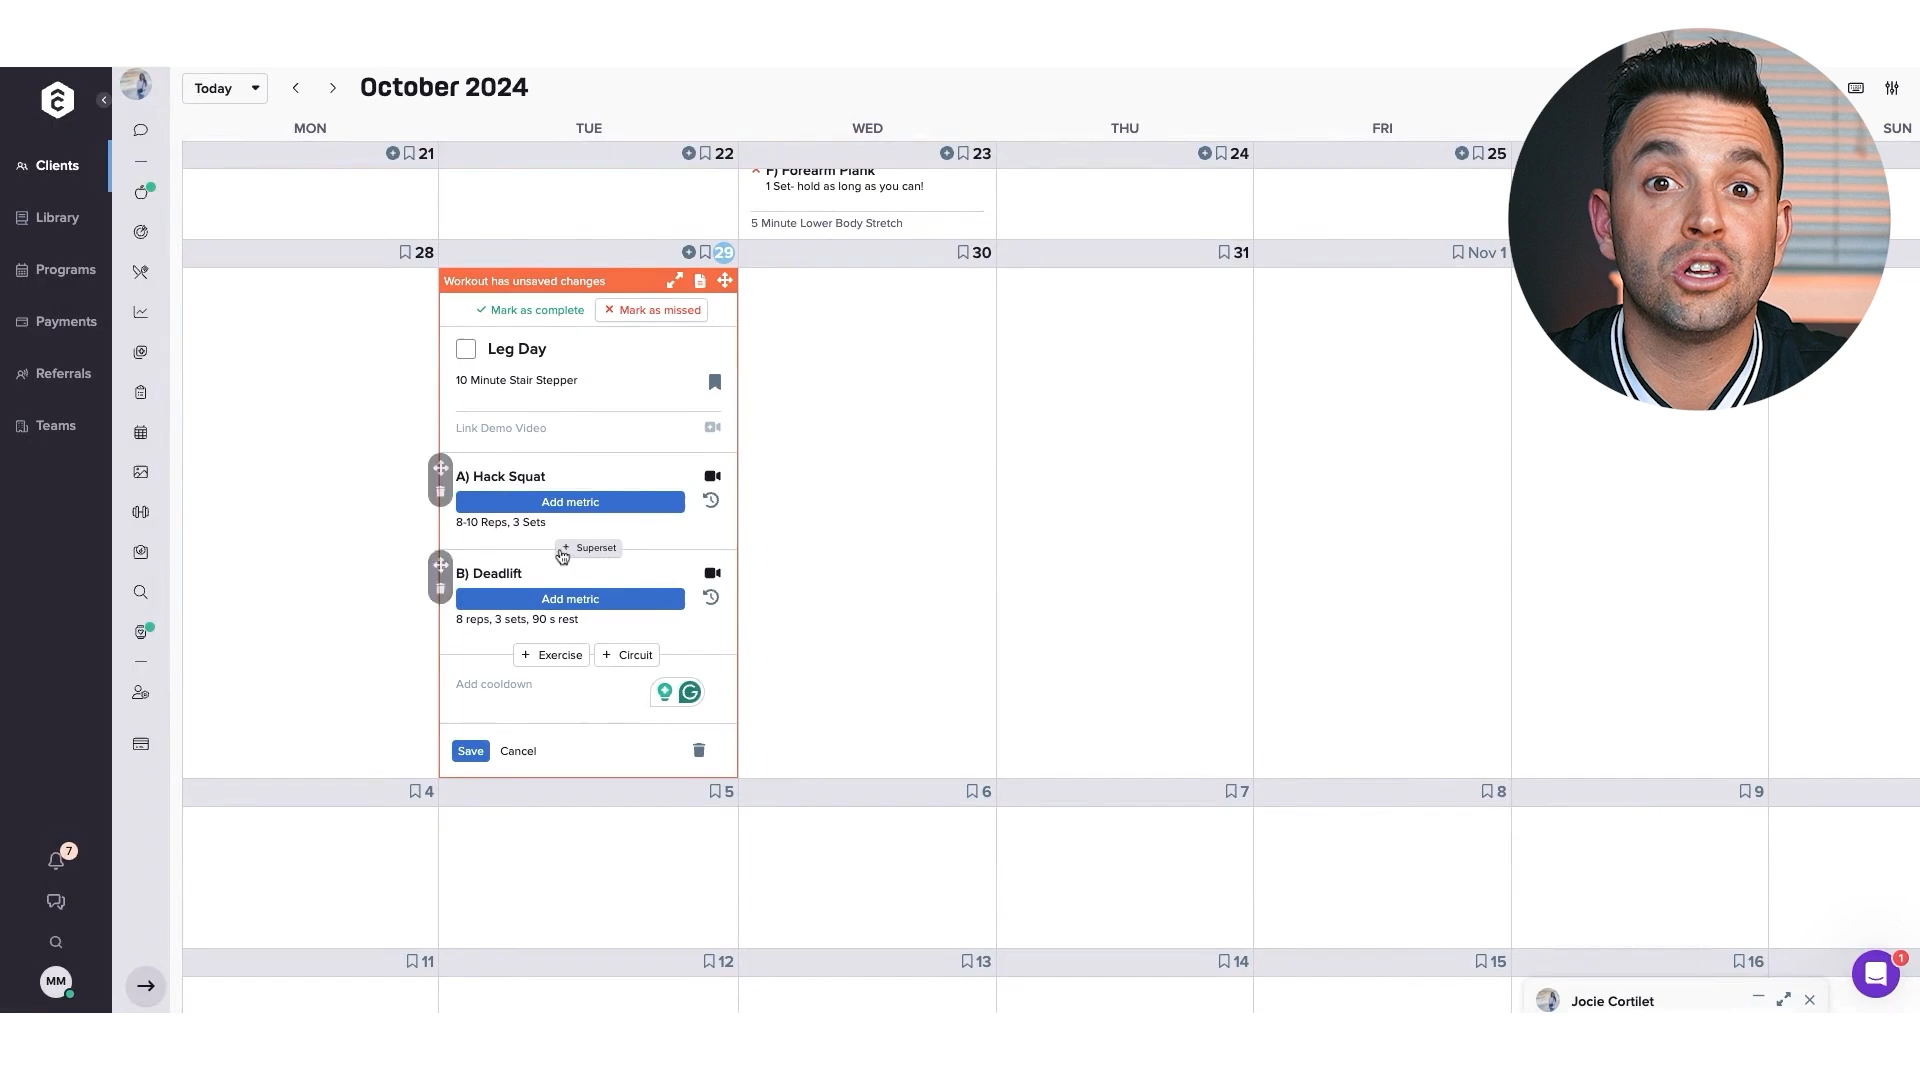 Today
October 2024
MON
TUE
WED
THU
FRI
SUN
Clients
Library
Programs
Payments
Referrals
Teams
7
MM
21
22
23
24
25
F) Forearm Plank
1 Set- hold as long as you can!
5 Minute Lower Body Stretch
28
29
30
31
Nov 1
Workout has unsaved changes
Mark as complete
Mark as missed
Leg Day
10 Minute Stair Stepper
Link Demo Video
A) Hack Squat
Add metric
8-10 Reps, 3 Sets
+ Superset
B) Deadlift
Add metric
8 reps, 3 sets, 90 s rest
+ Exercise
+ Circuit
Add cooldown
G
Save
Cancel
4
5
6
7
8
9
11
12
13
14
15
16
1
Jocie Cortilet